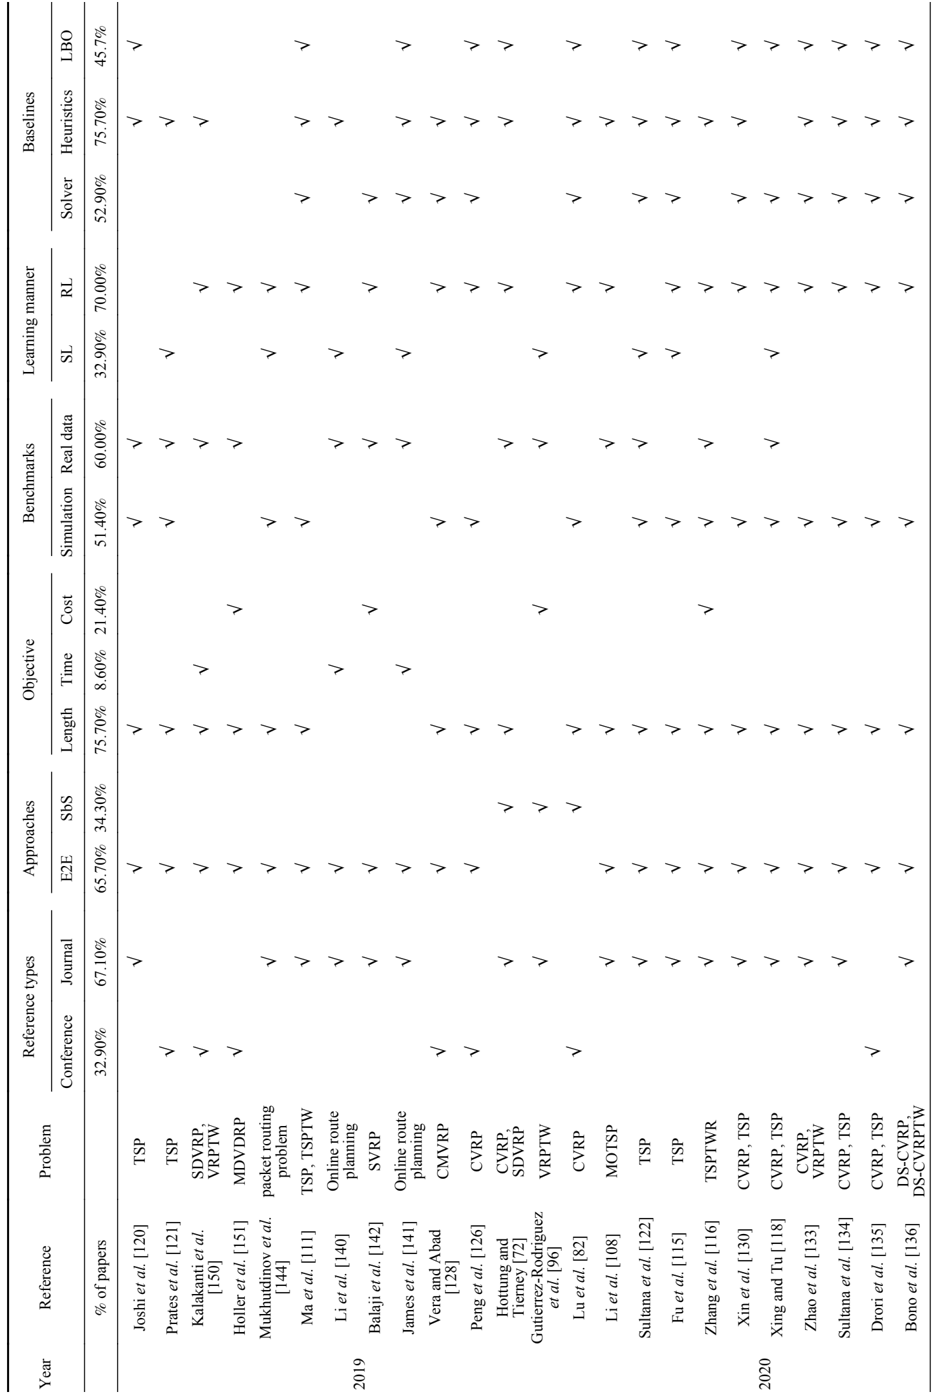 Year Reference Problem Reference types Approaches Objective Benchmarks Learning manner Baselines
Conference Journal E2E SbS Length Time Cost Simulation Real data SL RL Solver Heuristics LBO
% of papers 32.90% 67.10% 65.70% 34.30% 75.70% 8.60% 21.40% 51.40% 60.00% 32.90% 70.00% 52.90% 75.70% 45.7%
2019
Joshi et al. [120] TSP √ √ √ √ √ √ √
Prates et al. [121] TSP √ √ √ √ √ √ √
Kalakanti et al. [150] SDVRP, VRPTW √ √ √ √ √ √ √
Holler et al. [151] MDVDRP √ √ √ √ √ √
Mukhutdinov et al. [144] packet routing problem √ √ √ √ √ √
Ma et al. [111] TSP, TSPTW √ √ √ √ √ √ √ √
Li et al. [140] Online route planning √ √ √ √ √ √
Balaji et al. [142] SVRP √ √ √ √ √ √
James et al. [141] Online route planning √ √ √ √ √ √ √ √
Vera and Abad [128] CMVRP √ √ √ √ √ √ √
Peng et al. [126] CVRP √ √ √ √ √ √ √ √
Hottung and Tierney [72] CVRP, SDVRP √ √ √ √ √ √ √
Gutierrez-Rodriguez et al. [96] VRPTW √ √ √ √ √
2020
Lu et al. [82] CVRP √ √ √ √ √ √ √ √
Li et al. [108] MOTSP √ √ √ √ √ √
Sultana et al. [122] TSP √ √ √ √ √ √ √ √ √
Fu et al. [115] TSP √ √ √ √ √ √ √ √ √
Zhang et al. [116] TSPTWR √ √ √ √ √ √ √ √
Xin et al. [130] CVRP, TSP √ √ √ √ √ √ √ √
Xing and Tu [118] CVRP, TSP √ √ √ √ √ √ √ √ √
Zhao et al. [133] CVRP, VRPTW √ √ √ √ √ √ √ √
Sultana et al. [134] CVRP, TSP √ √ √ √ √ √ √ √
Drori et al. [135] CVRP, TSP √ √ √ √ √ √ √ √
Bono et al. [136] DS-CVRP, DS-CVRPTW √ √ √ √ √ √ √ √